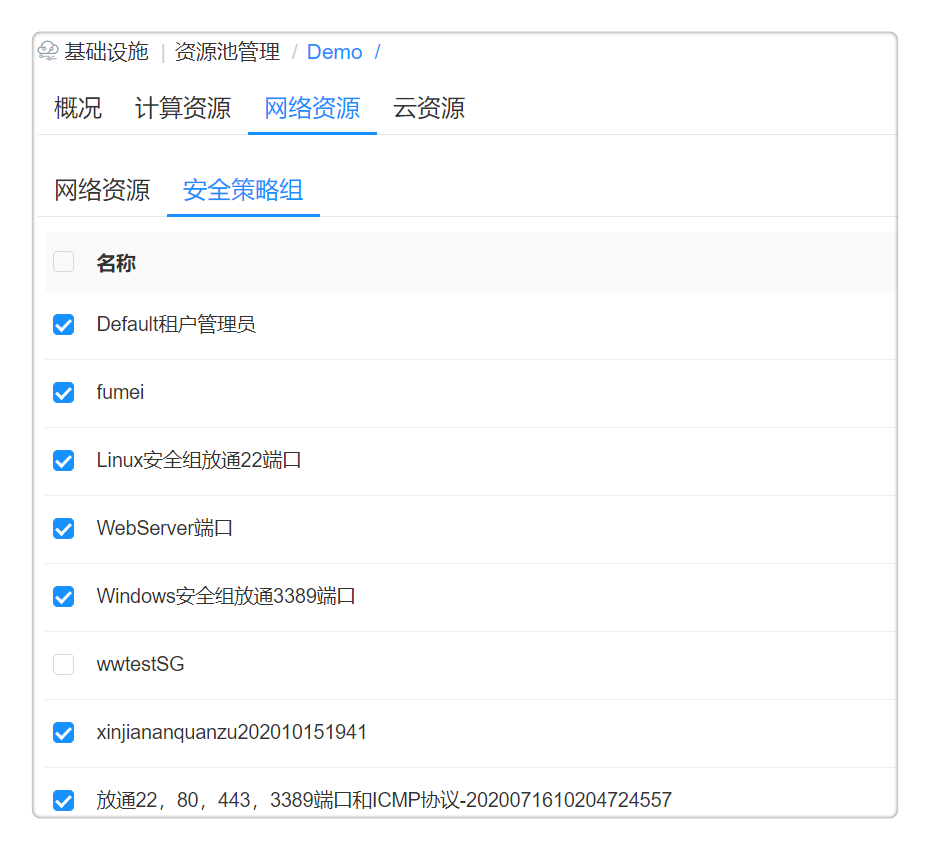 基础设施 | 资源池管理 / Demo /
概况 计算资源 网络资源 云资源
网络资源 安全策略组
名称
Default租户管理员
fumei
Linux安全组放通22端口
WebServer端口
Windows安全组放通3389端口
wwtestSG
xinjiananquanzu202010151941
放通22，80，443，3389端口和ICMP协议-2020071610204724557